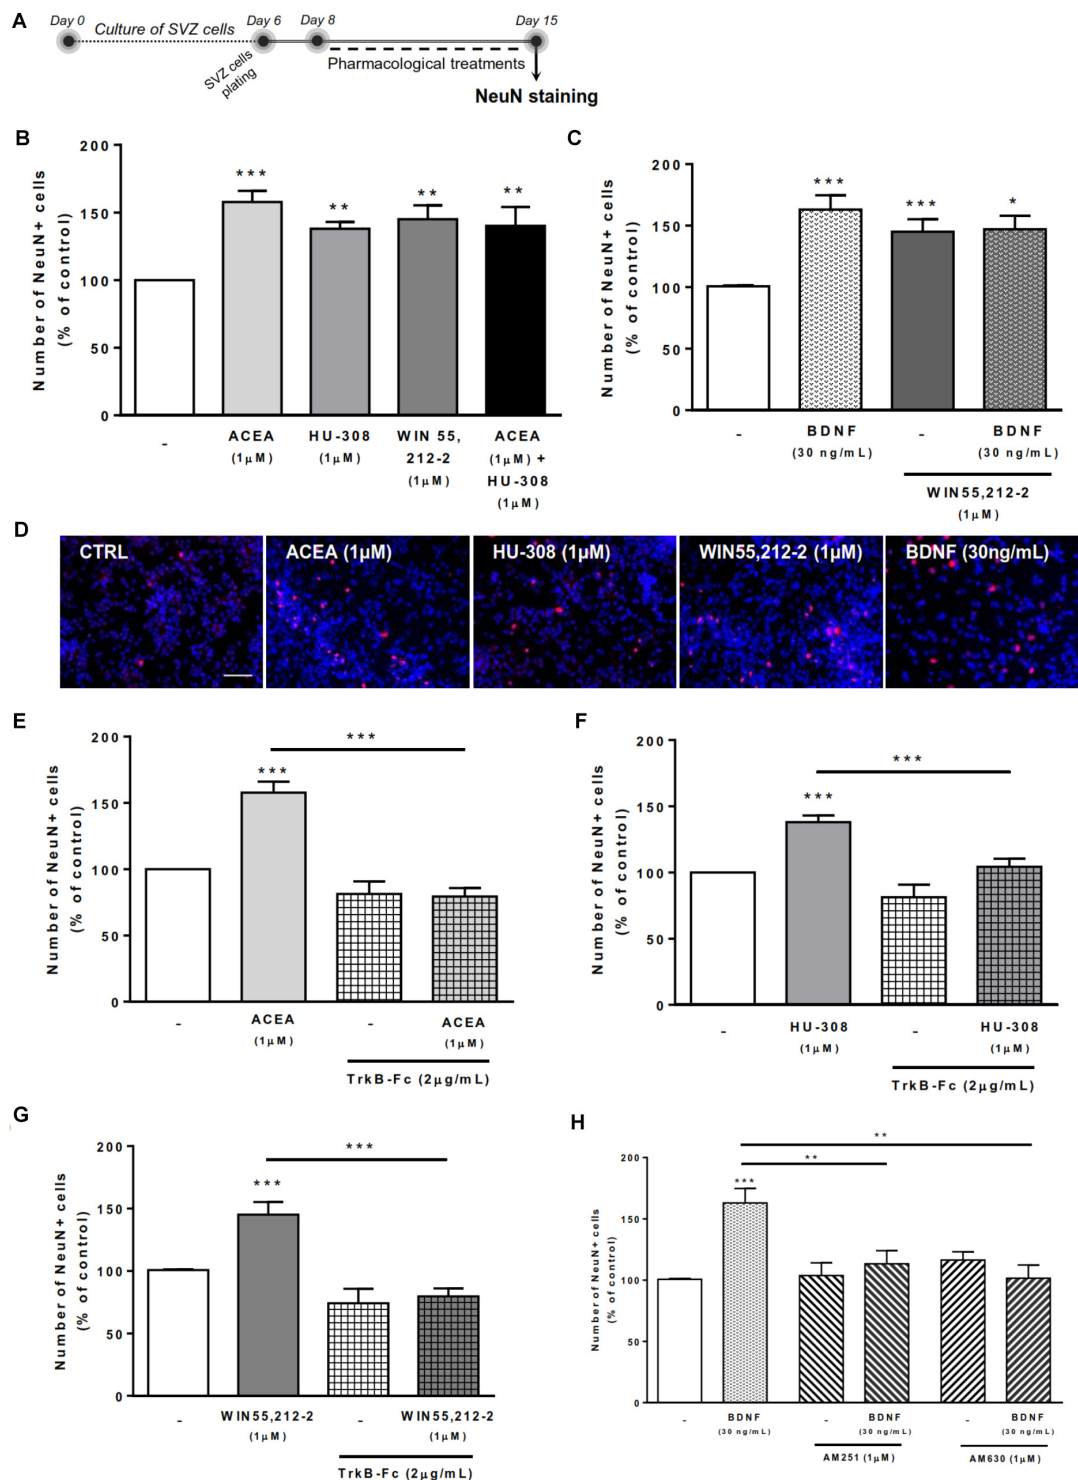 A
Day 0
Day 6
Day 8
Day 15
Culture of SVZ cells
SVZ cells
plating
Pharmacological treatments
NeuN staining
B
Number of NeuN+ cells
(% of control)
200
150
100
50
0
***
**
**
**
-
ACEA
(1μM)
HU-308
(1μM)
WIN 55,
212-2
(1μM)
ACEA
(1μM) +
HU-308
(1μM)
C
Number of NeuN+ cells
(% of control)
200
150
100
50
0
***
***
*
-
BDNF
(30 ng/mL)
-
BDNF
(30 ng/mL)
WIN55,212-2
(1μM)
D
CTRL
ACEA (1μM)
HU-308 (1μM)
WIN55,212-2 (1μM)
BDNF (30ng/mL)
E
Number of NeuN+ cells
(% of control)
200
150
100
50
0
***
***
-
ACEA
(1μM)
-
ACEA
(1μM)
TrkB-Fc (2μg/mL)
F
Number of NeuN+ cells
(% of control)
200
150
100
50
0
***
***
-
HU-308
(1μM)
-
HU-308
(1μM)
TrkB-Fc (2μg/mL)
G
Number of NeuN+ cells
(% of control)
200
150
100
50
0
***
***
-
WIN55,212-2
(1μM)
-
WIN55,212-2
(1μM)
TrkB-Fc (2μg/mL)
H
Number of NeuN+ cells
(% of control)
200
150
100
50
0
***
**
**
-
BDNF
(30 ng/mL)
-
BDNF
(30 ng/mL)
-
BDNF
(30 ng/mL)
AM251 (1μM)
AM630 (1μM)